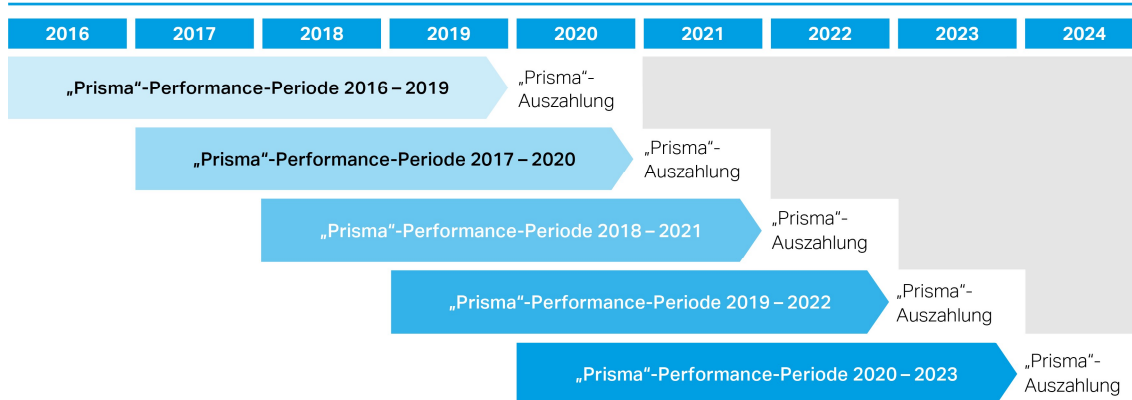 2016 2017 2018 2019 2020 2021 2022 2023 2024
„Prisma“-Performance-Periode 2016 – 2019
„Prisma“-
Auszahlung
„Prisma“-Performance-Periode 2017 – 2020
„Prisma“-
Auszahlung
„Prisma“-Performance-Periode 2018 – 2021
„Prisma“-
Auszahlung
„Prisma“-Performance-Periode 2019 – 2022
„Prisma“-
Auszahlung
„Prisma“-Performance-Periode 2020 – 2023
„Prisma“-
Auszahlung